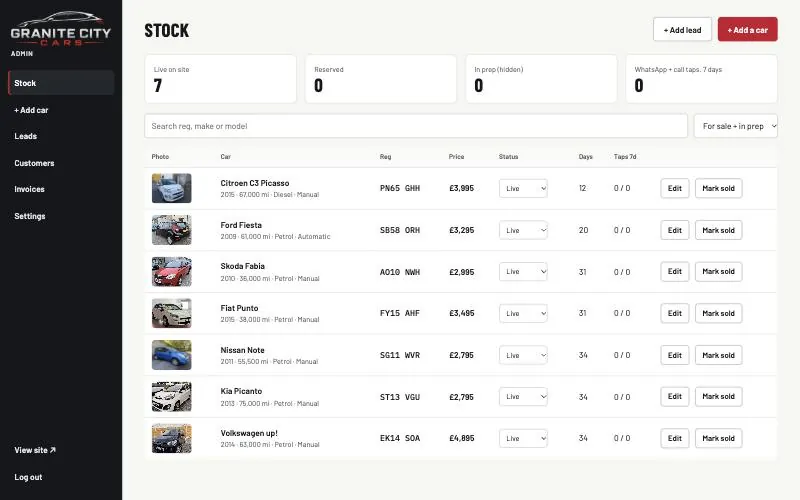 GRANITE CITY
CARS
ADMIN
Stock
+ Add car
Leads
Customers
Invoices
Settings
View site ↗
Log out
STOCK
+ Add lead
+ Add a car
Live on site
7
Reserved
0
In prep (hidden)
0
WhatsApp + call taps, 7 days
0
Search reg, make or model
For sale + in prep
Photo Car Reg Price Status Days Taps 7d
Citroen C3 Picasso
2015 · 67,000 mi · Diesel · Manual
PN65 GHH £3,995 Live 12 0 / 0 Edit Mark sold
Ford Fiesta
2009 · 61,000 mi · Petrol · Automatic
SB58 ORH £3,295 Live 20 0 / 0 Edit Mark sold
Skoda Fabia
2010 · 36,000 mi · Petrol · Manual
AO10 NWH £2,995 Live 31 0 / 0 Edit Mark sold
Fiat Punto
2015 · 38,000 mi · Petrol · Manual
FY15 AHF £3,495 Live 31 0 / 0 Edit Mark sold
Nissan Note
2011 · 55,500 mi · Petrol · Manual
SG11 WVR £2,795 Live 34 0 / 0 Edit Mark sold
Kia Picanto
2013 · 75,000 mi · Petrol · Manual
ST13 VGU £2,795 Live 34 0 / 0 Edit Mark sold
Volkswagen up!
2014 · 63,000 mi · Petrol · Manual
EK14 SOA £4,895 Live 34 0 / 0 Edit Mark sold